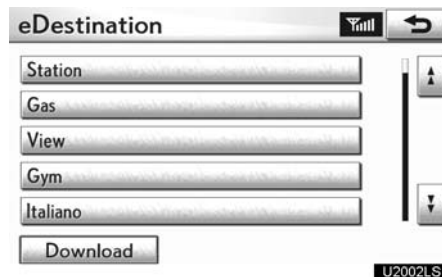 eDestination
Station
Gas
View
Gym
Italiano
Download
U2002LS